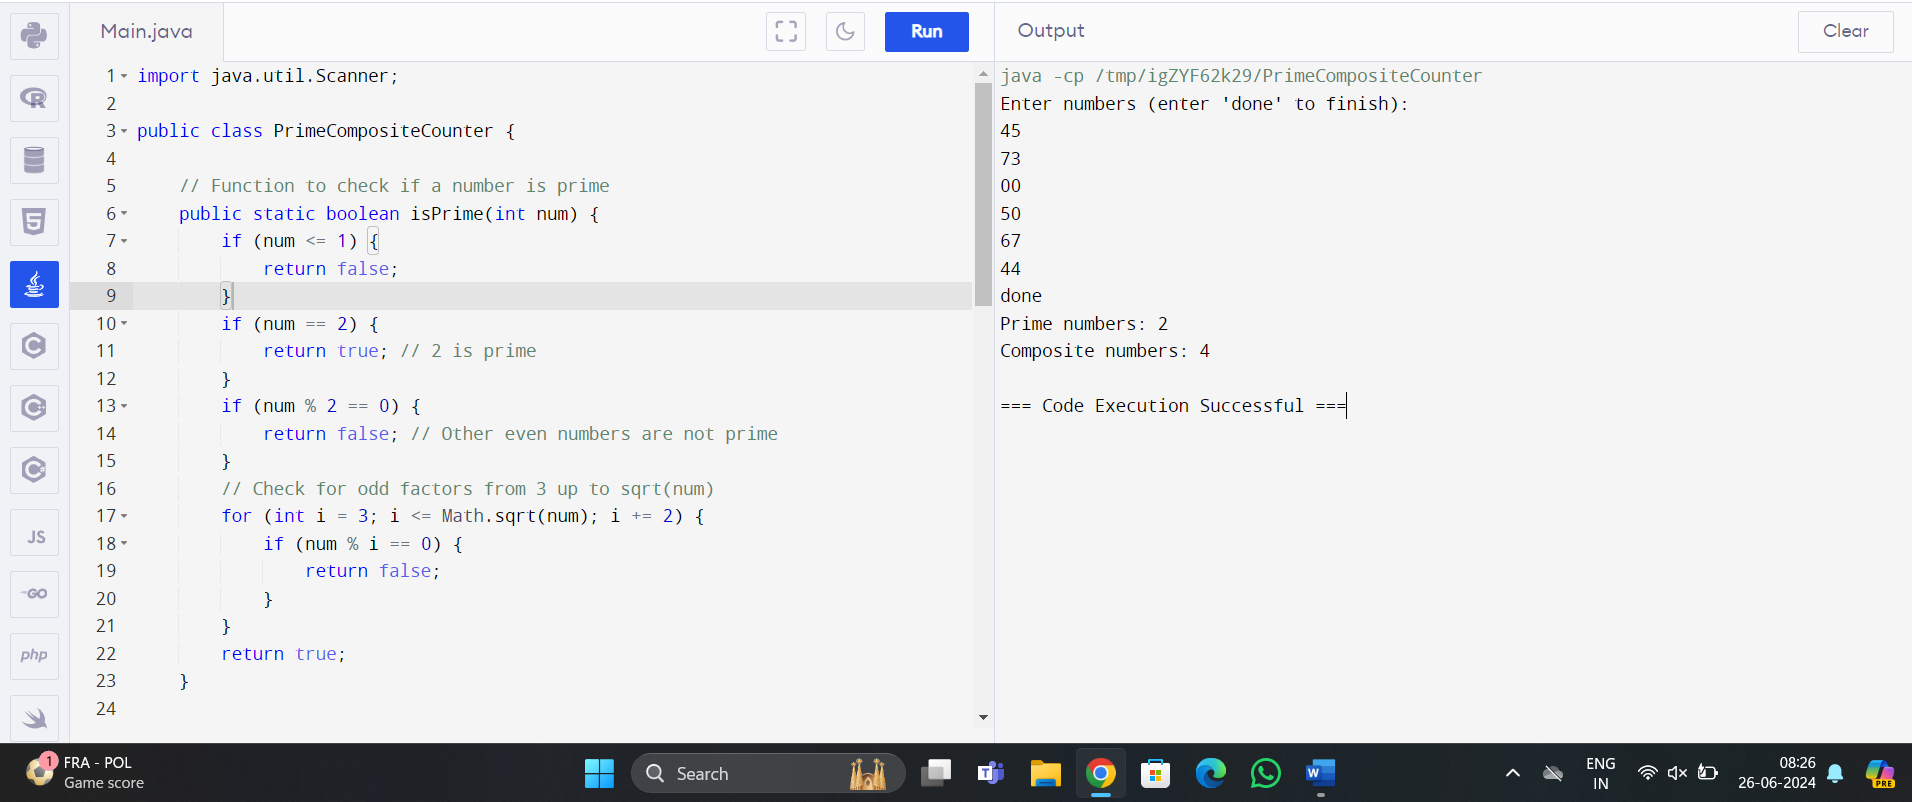 Main.java
Run
Output
Clear
1 import java.util.Scanner;
2
3 public class PrimeCompositeCounter {
4
5     // Function to check if a number is prime
6     public static boolean isPrime(int num) {
7         if (num <= 1) {
8             return false;
9         }
10         if (num == 2) {
11             return true; // 2 is prime
12         }
13         if (num % 2 == 0) {
14             return false; // Other even numbers are not prime
15         }
16         // Check for odd factors from 3 up to sqrt(num)
17         for (int i = 3; i <= Math.sqrt(num); i += 2) {
18             if (num % i == 0) {
19                 return false;
20             }
21         }
22         return true;
23     }
24
java -cp /tmp/igZYF62k29/PrimeCompositeCounter
Enter numbers (enter 'done' to finish):
45
73
00
50
67
44
done
Prime numbers: 2
Composite numbers: 4
=== Code Execution Successful ===
R
5
C
C
C
JS
GO
php
1
FRA - POL
Game score
Search
T
W
ENG
IN
08:26
26-06-2024
PRE